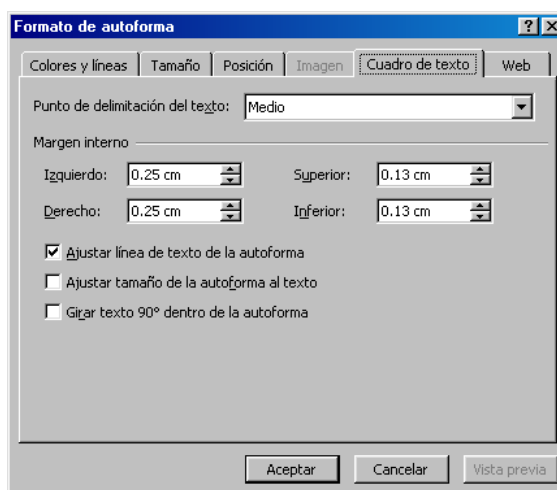 Formato de autoforma
Colores y líneas Tamaño Posición Imagen Cuadro de texto Web
Punto de delimitación del texto: Medio
Margen interno
Izquierdo: 0.25 cm Superior: 0.13 cm
Derecho: 0.25 cm Inferior: 0.13 cm
Ajustar línea de texto de la autoforma
Ajustar tamaño de la autoforma al texto
Girar texto 90° dentro de la autoforma
Aceptar Cancelar Vista previa